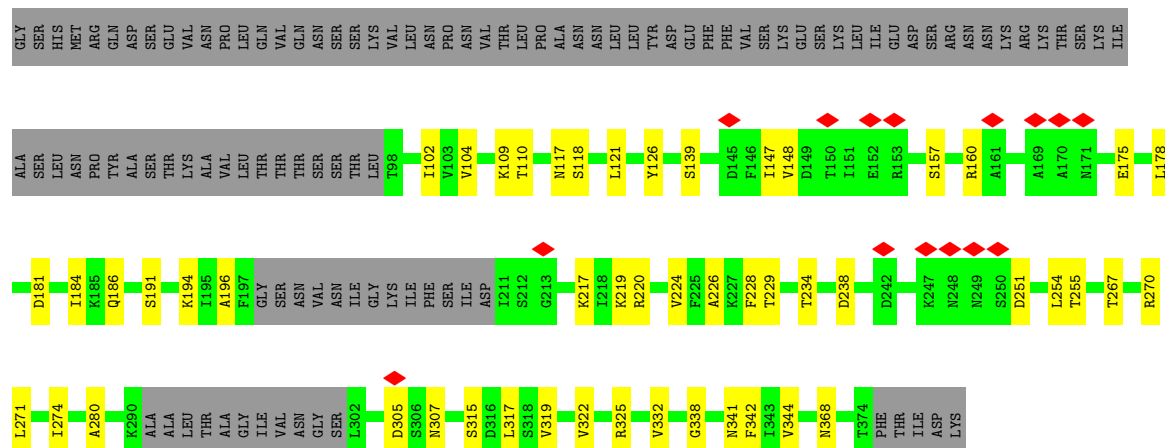 GLY SER HIS MET ARG GLN ASP SER GLU VAL ASN PRO LEU GLN VAL GLN ASN SER SER LYS VAL LEU ASN PRO ASN VAL THR LEU PRO ALA ASN ASN LEU LEU TYR ASP GLU PHE PHE VAL SER LYS GLU SER LYS LEU ILE GLU ASP SER ARG ASN ASN LYS ARG LYS THR SER LYS ILE
ALA SER LEU ASN PRO TYR ALA SER THR LYS ALA VAL LEU THR THR THR SER SER THR LEU T98 I102 V103 V104 K109 T110 N117 S118 L121 Y126 S139 D145 F146 I147 V148 D149 T150 I151 E152 R153 S157 R160 A161 A169 A170 N171 E175 L178
D181 I184 K185 Q186 S191 K194 I195 A196 F197 GLY SER ASN VAL ASN ILE GLY LYS ILE PHE SER ILE ASP I211 S212 G213 K217 I218 K219 R220 V224 F225 A226 K227 F228 T229 T234 D238 D242 K247 N248 N249 S250 D251 L254 T255 T267 R270
L271 I274 A280 K290 ALA ALA LEU THR ALA GLY ILE VAL ASN GLY SER L302 D305 S306 N307 S315 D316 L317 S318 V319 V322 R325 V332 G338 N341 F342 I343 V344 N368 T374 PHE THR ILE ASP LYS